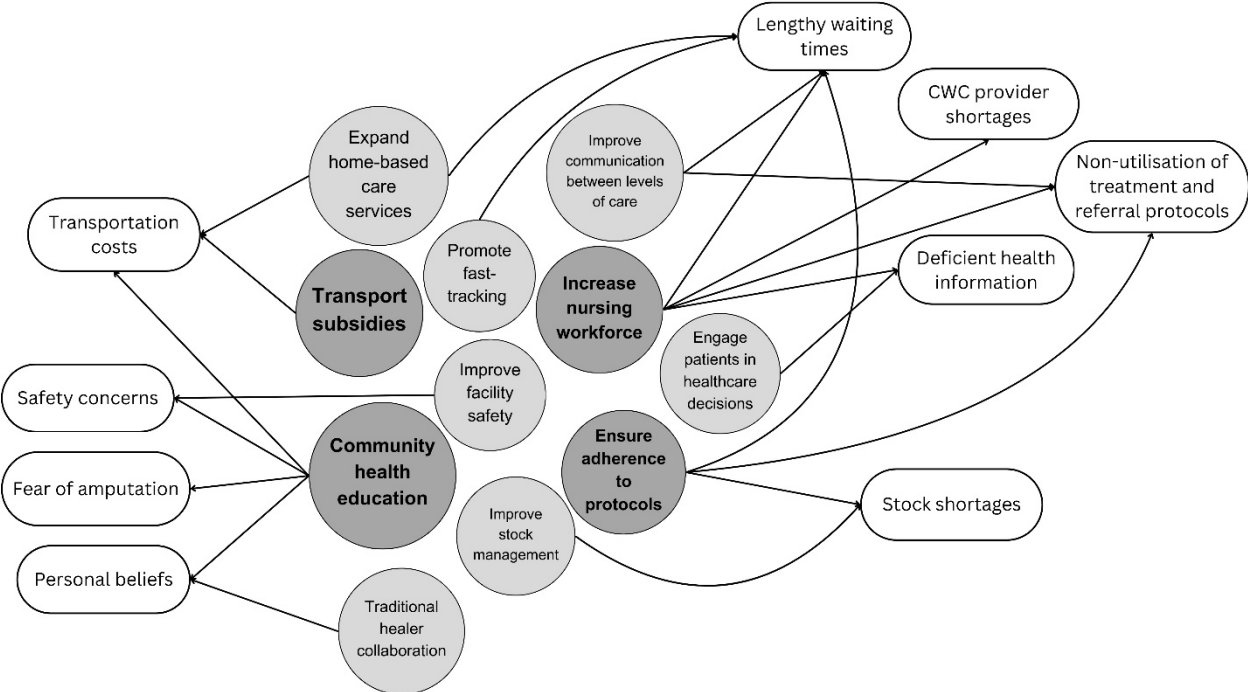 Lengthy waiting
times
CWC provider
shortages
Expand
home-based
care
services
Improve
communication
between levels
of care
Non-utilisation of
treatment and
referral protocols
Transportation
costs
Promote
fast-
tracking
Deficient health
information
Transport
subsidies
Increase
nursing
workforce
Engage
patients in
healthcare
decisions
Improve
facility
safety
Safety concerns
Community
health
education
Ensure
adherence
to
protocols
Fear of amputation
Stock shortages
Improve
stock
management
Personal beliefs
Traditional
healer
collaboration